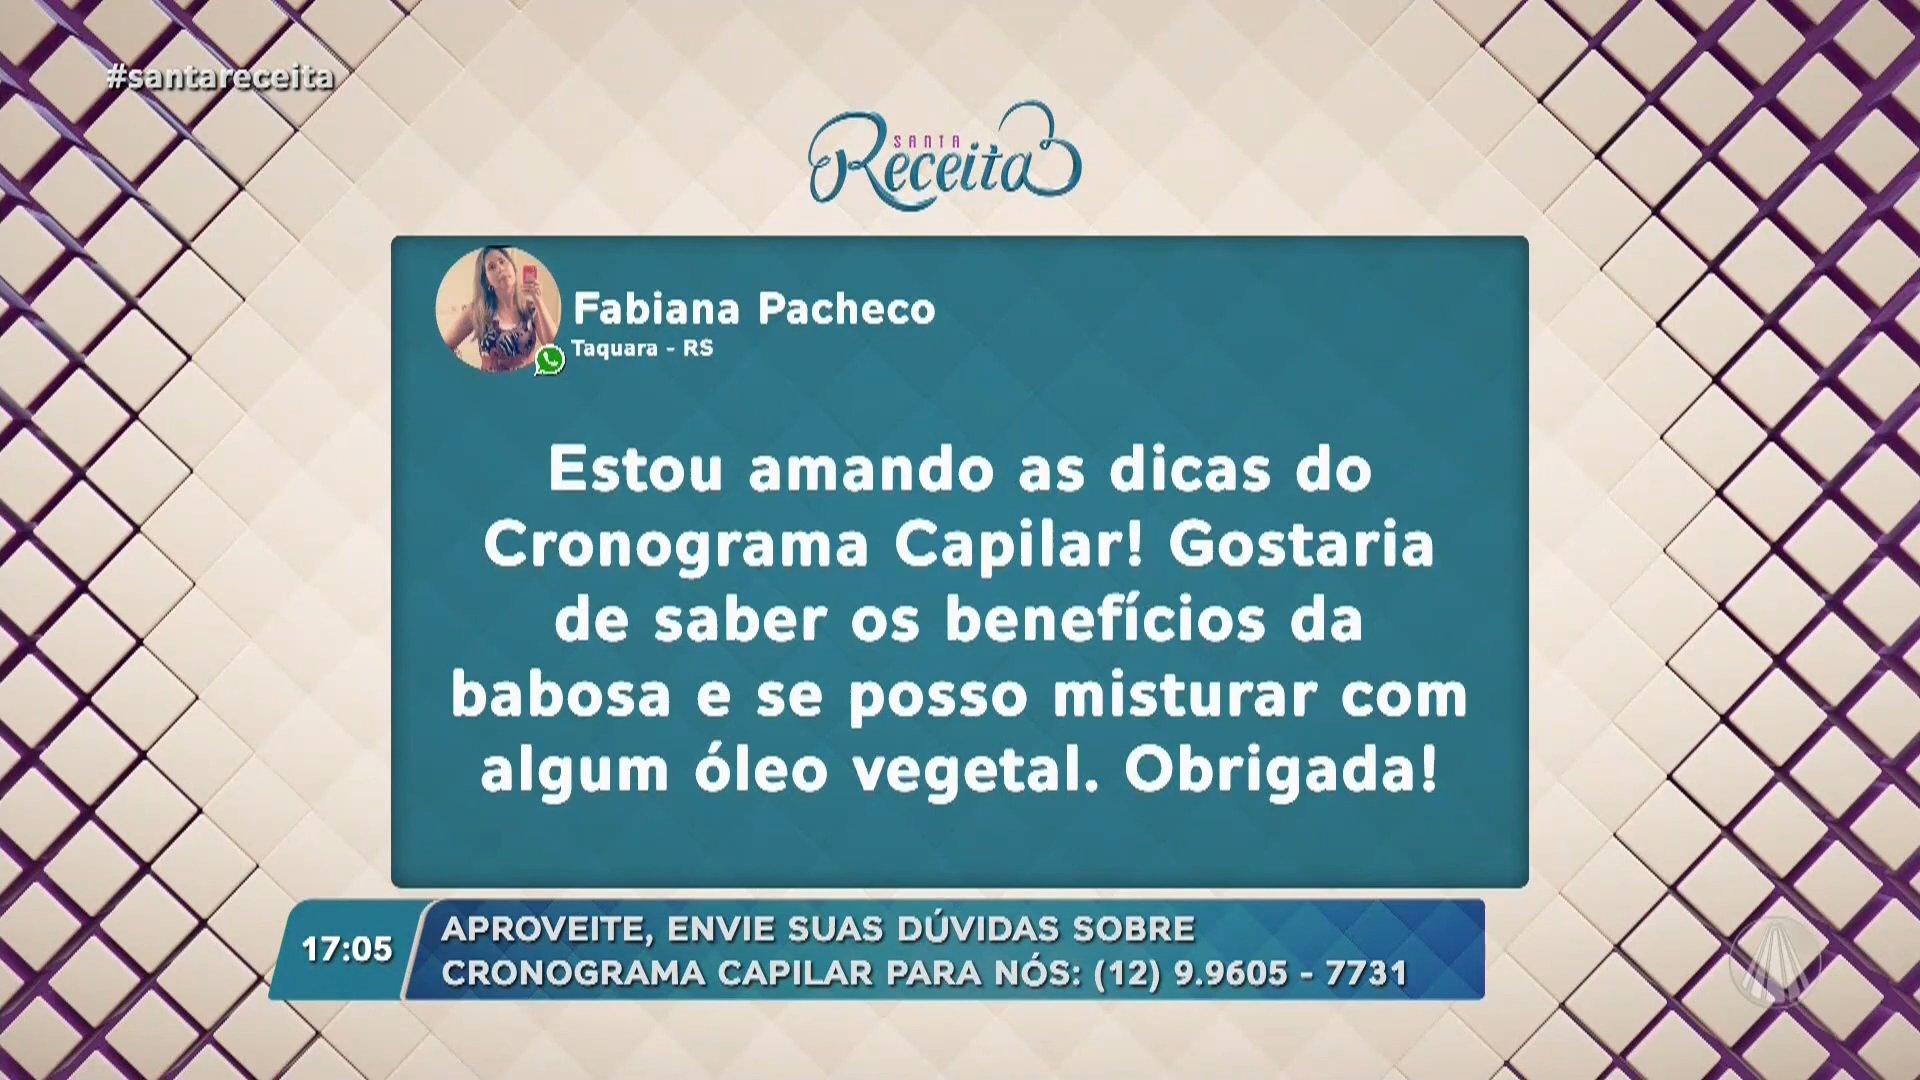 #santareceita
SANTA
Receita
Fabiana Pacheco
Taquara - RS
Estou amando as dicas do
Cronograma Capilar! Gostaria
de saber os benefícios da
babosa e se posso misturar com
algum óleo vegetal. Obrigada!
17:05
APROVEITE, ENVIE SUAS DÚVIDAS SOBRE
CRONOGRAMA CAPILAR PARA NÓS: (12) 9.9605 - 7731